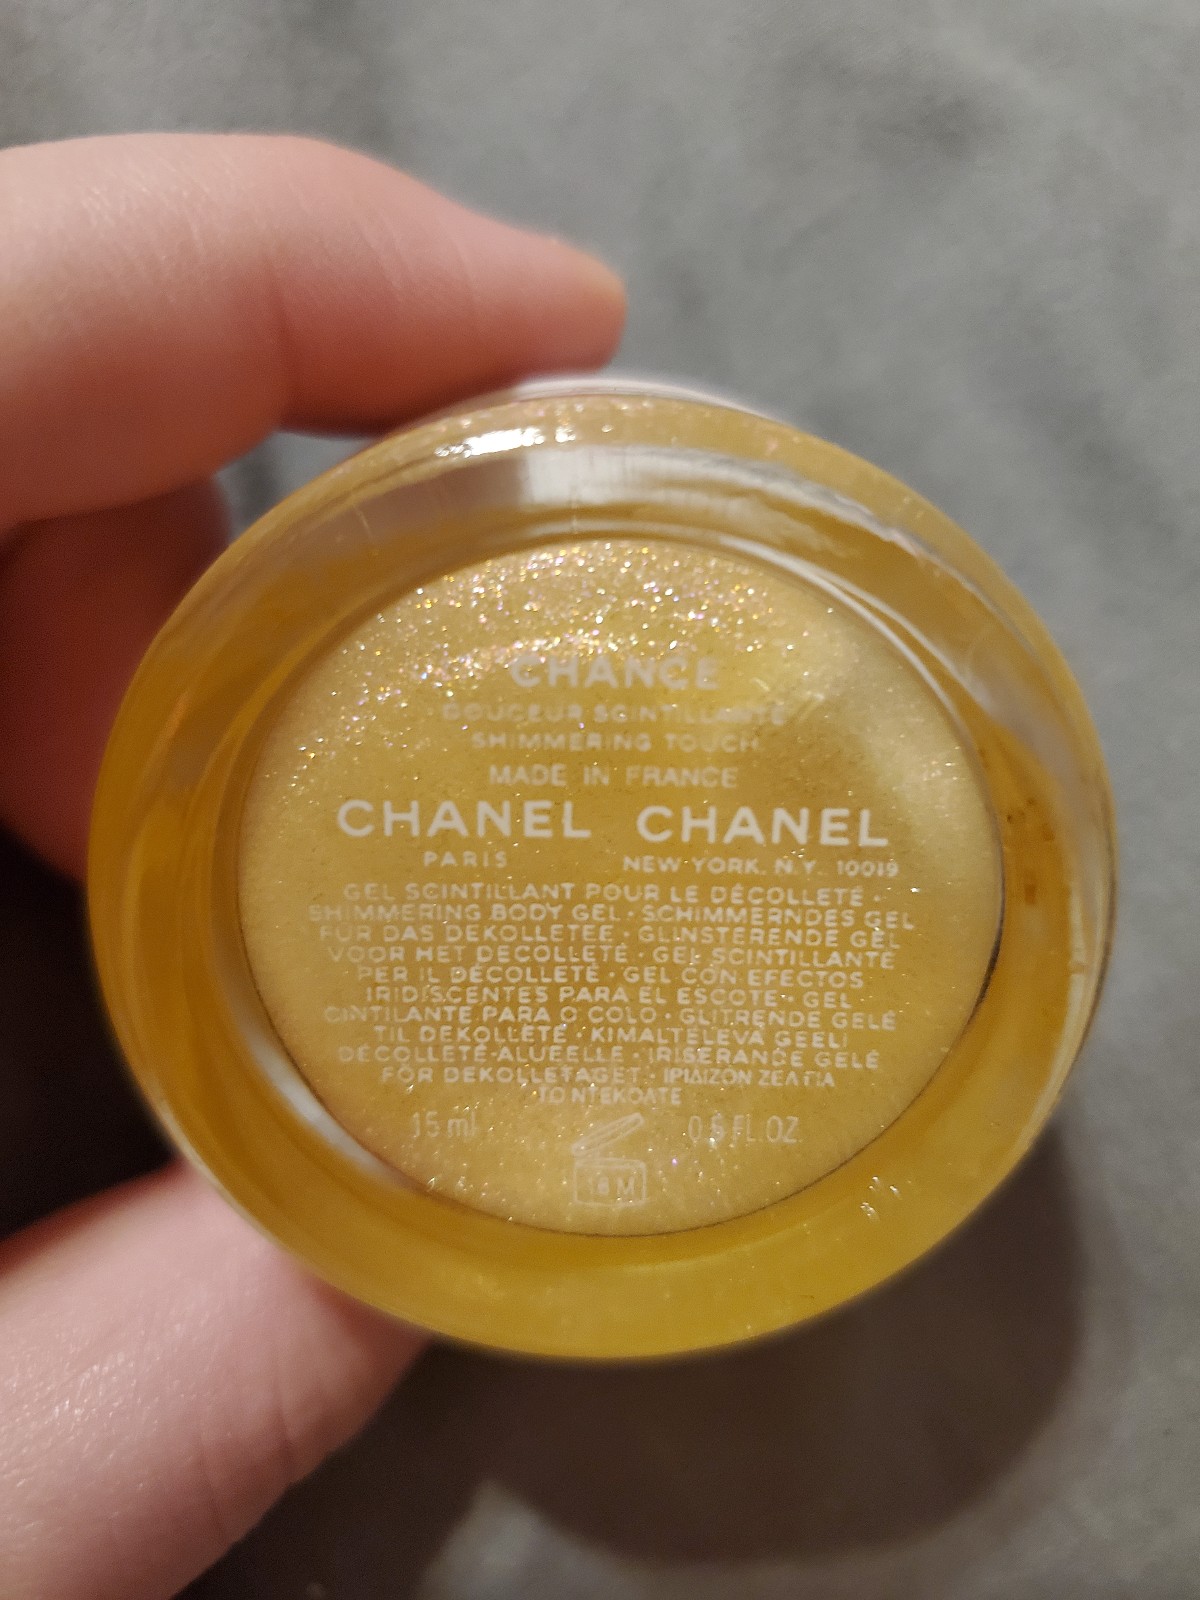 CHANCE
DOUCEUR SCINTILLANTE
SHIMMERING TOUCH
MADE IN FRANCE
CHANEL CHANEL
PARIS NEW YORK. N.Y. 10019
GEL SCINTILLANT POUR LE DÉCOLLETÉ ·
SHIMMERING BODY GEL · SCHIMMERNDES GEL
FÜR DAS DEKOLLETEE · GLINSTERENDE GEL
VOOR HET DECOLLETÉ · GEL SCINTILLANTE
PER IL DÉCOLLETÉ · GEL CON EFECTOS
IRIDISCENTES PARA EL ESCOTE · GEL
CINTILANTE PARA O COLO · GLITRENDE GELÉ
TIL DEKOLLETÉ · KIMALTELEVA GEELI
DÉCOLLETÉ-ALUEELLE · IRISERANDE GELÉ
FÖR DEKOLLETAGET · ΙΡΙΔΙΖΟΝ ΖΕΛ ΓΙΑ
ΤΟ ΝΤΕΚΟΛΤΕ
15 ml 0.5 FL.OZ.
18 M